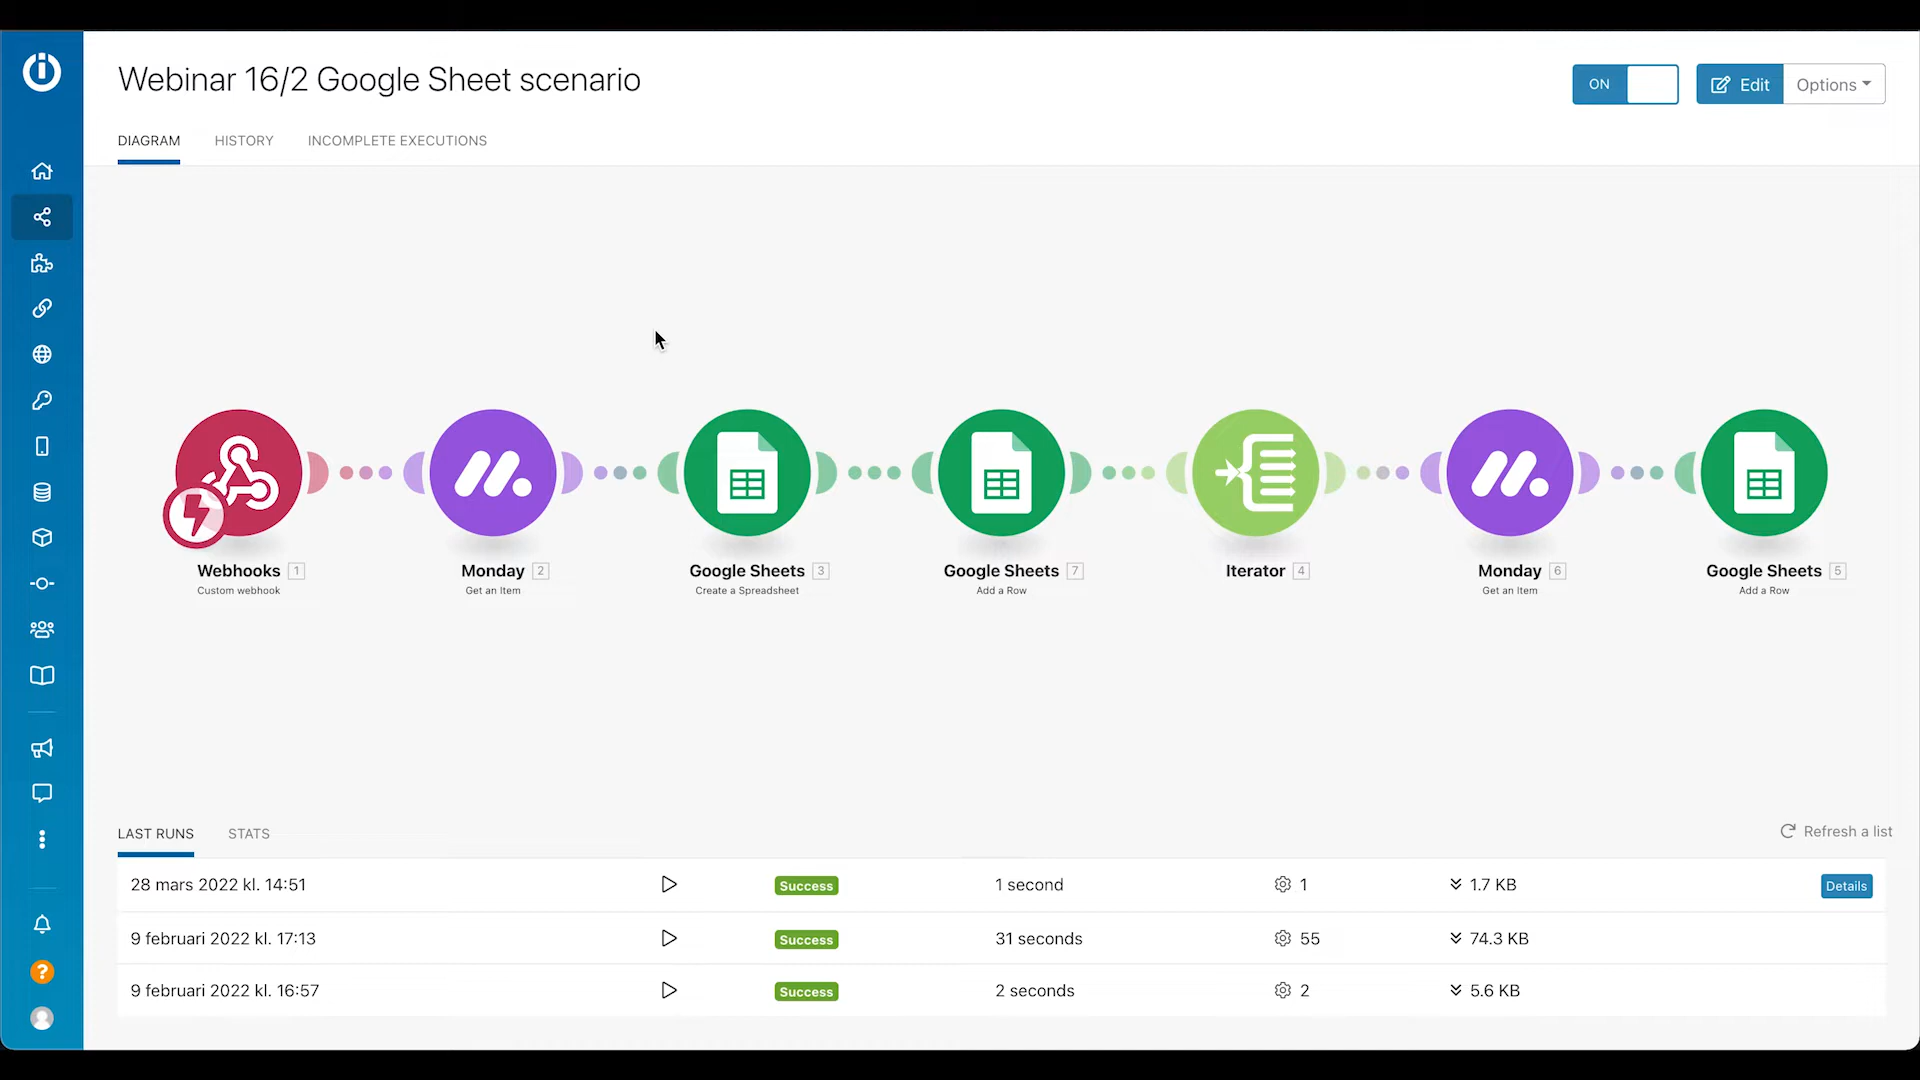 Webinar 16/2 Google Sheet scenario
ON
Edit
Options
DIAGRAM
HISTORY
INCOMPLETE EXECUTIONS
Webhooks 1
Custom webhook
Monday 2
Get an Item
Google Sheets 3
Create a Spreadsheet
Google Sheets 7
Add a Row
Iterator 4
Monday 6
Get an Item
Google Sheets 5
Add a Row
LAST RUNS
STATS
Refresh a list
28 mars 2022 kl. 14:51 Success 1 second 1 1.7 KB Details
9 februari 2022 kl. 17:13 Success 31 seconds 55 74.3 KB
9 februari 2022 kl. 16:57 Success 2 seconds 2 5.6 KB
?